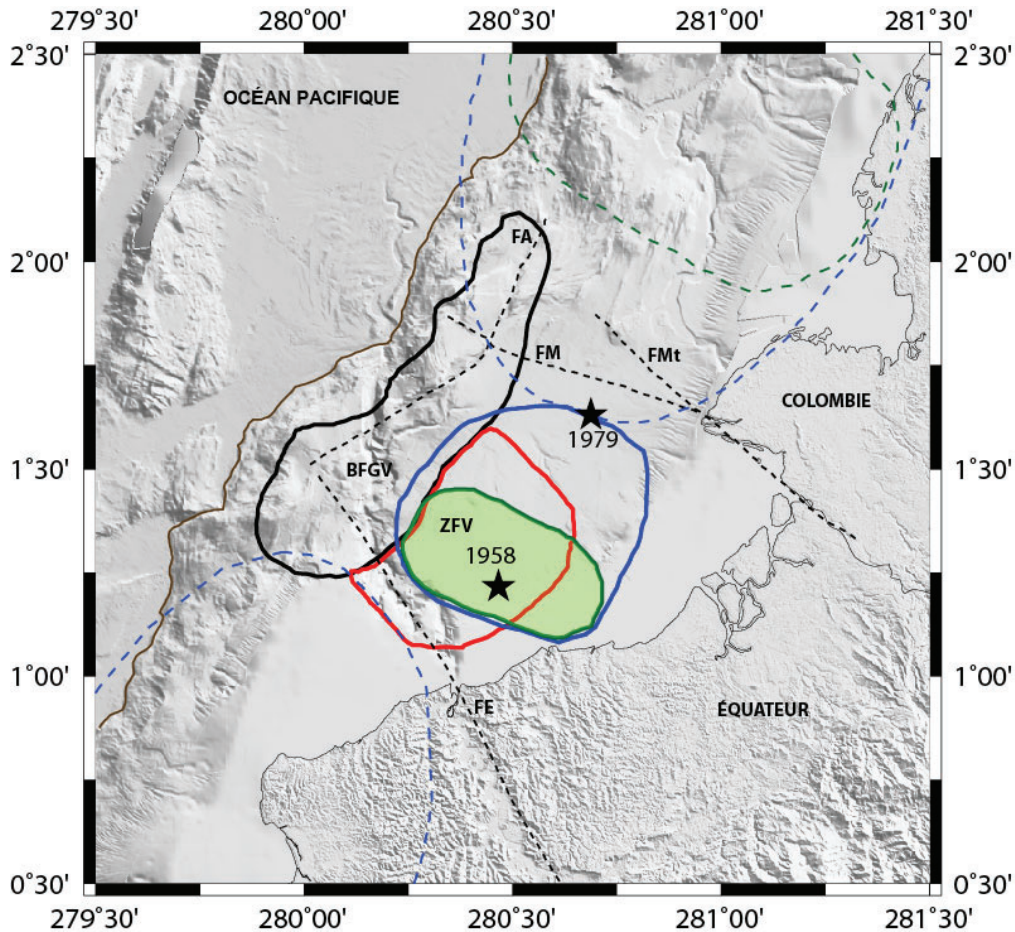 279°30' 280°00' 280°30' 281°00' 281°30'
2°30' 2°30'
OCÉAN PACIFIQUE
FA
2°00' 2°00'
FM FMt
COLOMBIE
1979
1°30' BFGV 1°30'
ZFV
1958
1°00' 1°00'
FE ÉQUATEUR
0°30' 0°30'
279°30' 280°00' 280°30' 281°00' 281°30'